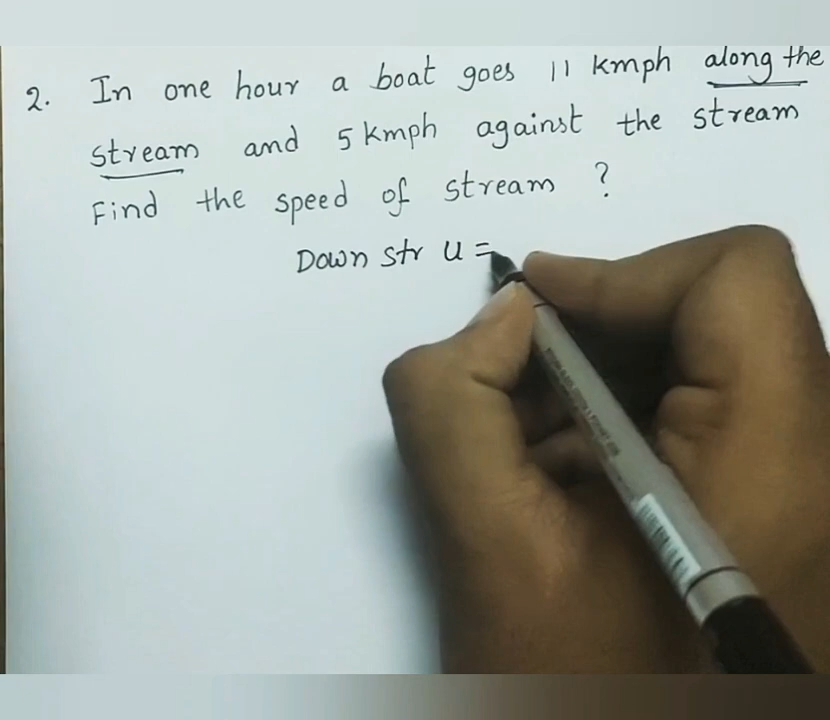 2. In one hour a boat goes 11 kmph along the
stream and 5 kmph against the stream
Find the speed of stream ?
Down str u =